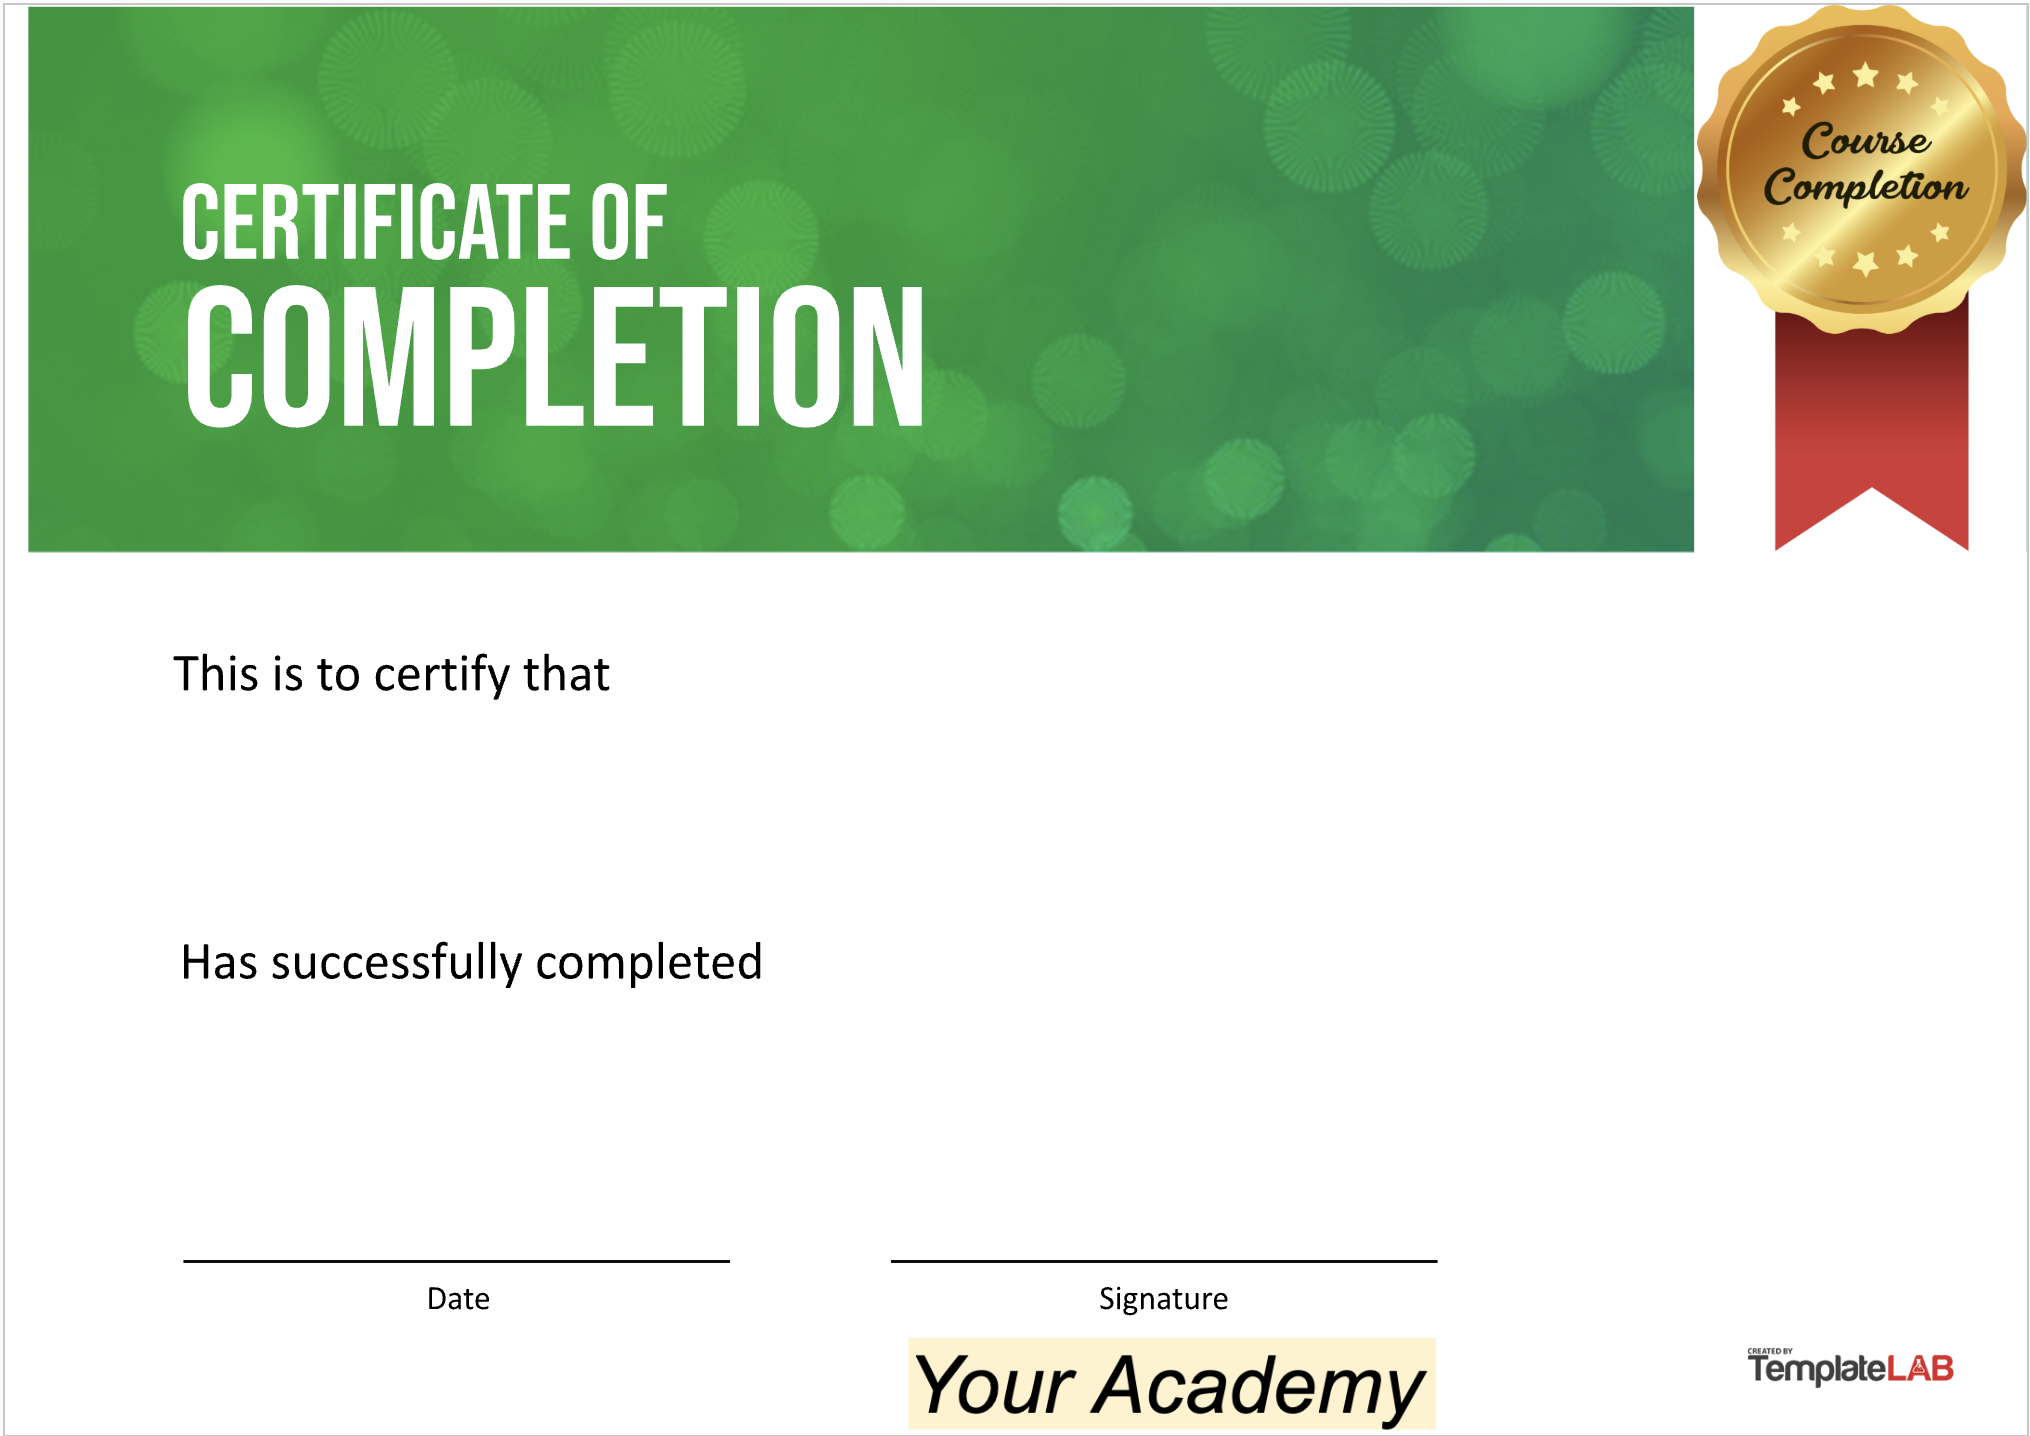 CERTIFICATE OF
COMPLETION
Course
Completion
This is to certify that
Has successfully completed
Date
Signature
Your Academy
CREATED BY
TemplateLAB